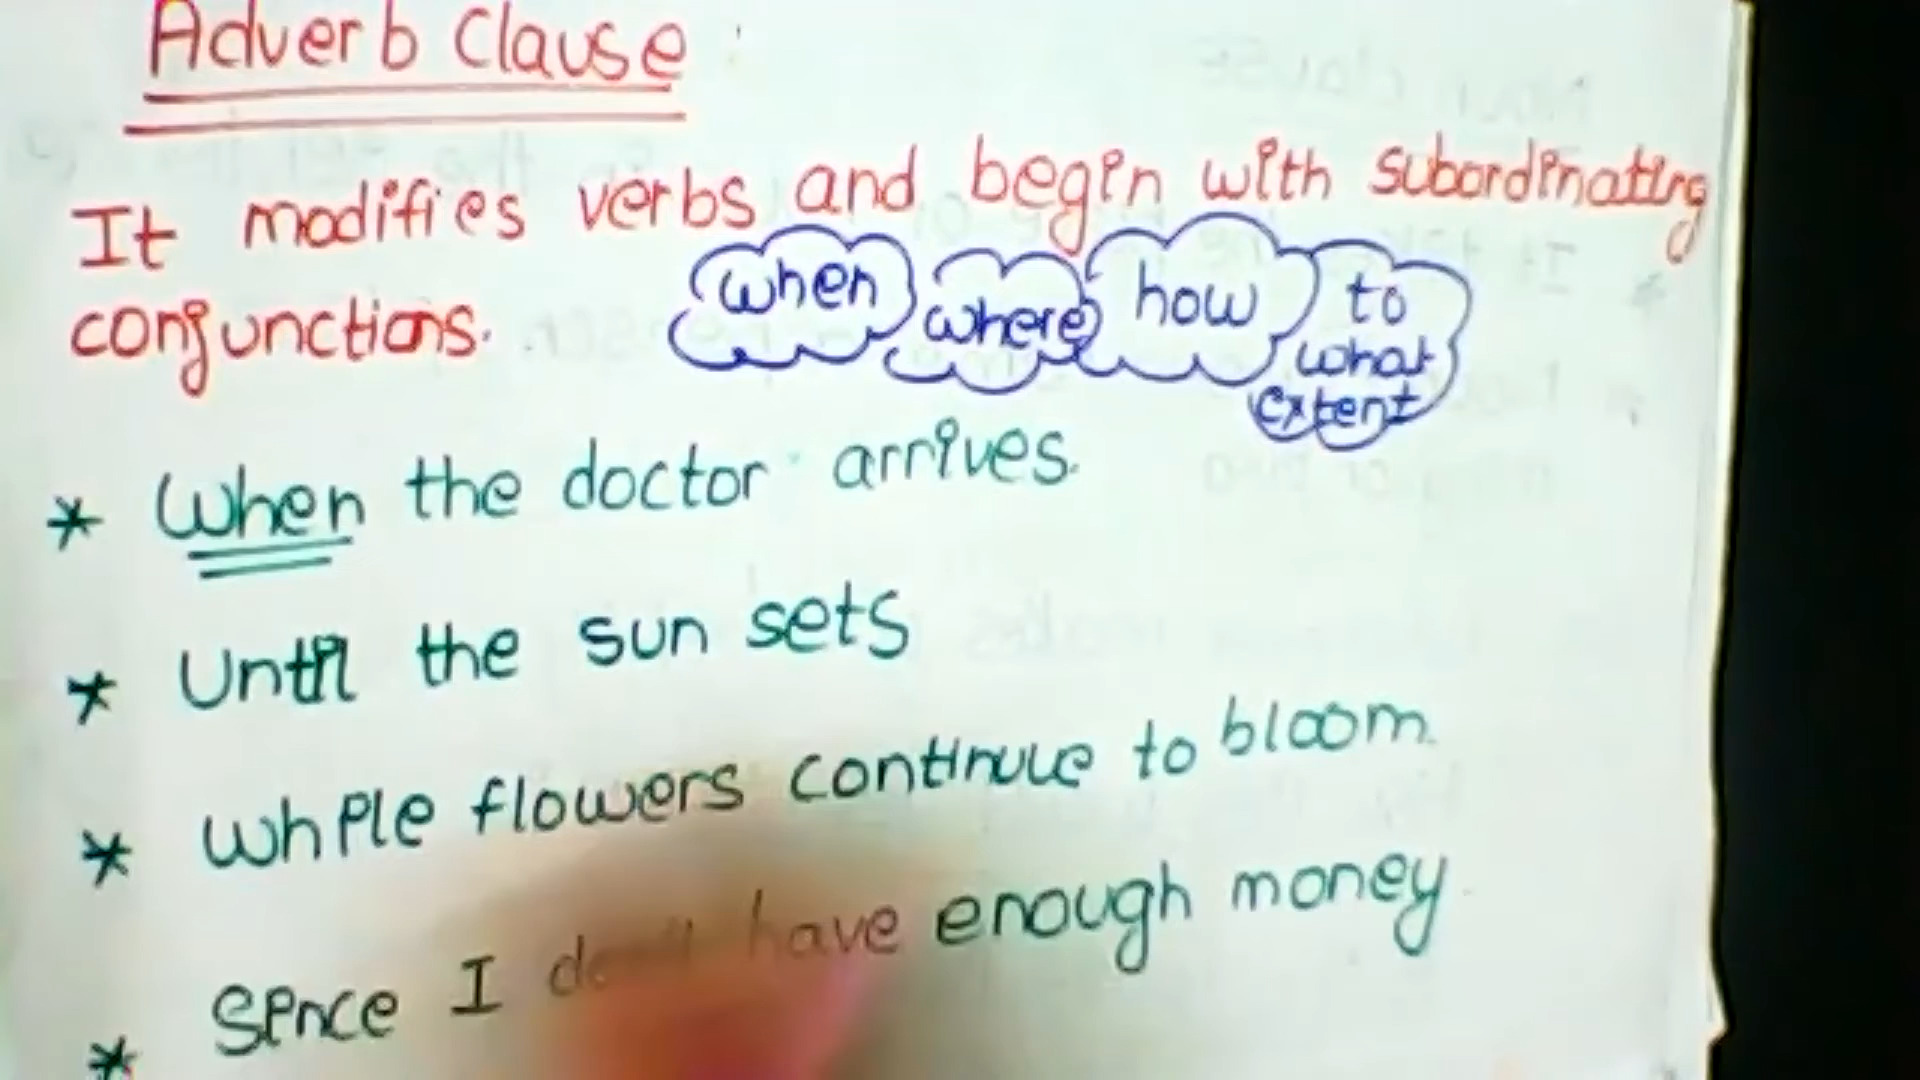 Adverb Clause :
It modifies verbs and begin with subordinating
conjunctions.
when where how to
what
extent
* When the doctor arrives.
* Until the sun sets
* While flowers continue to bloom.
* Since I don't have enough money